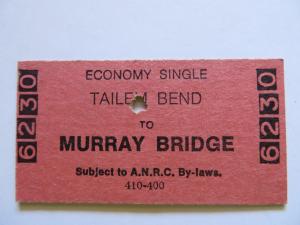 6230
ECONOMY SINGLE
TAILEM BEND
TO
MURRAY BRIDGE
Subject to A.N.R.C. By-laws.
410-400
6230